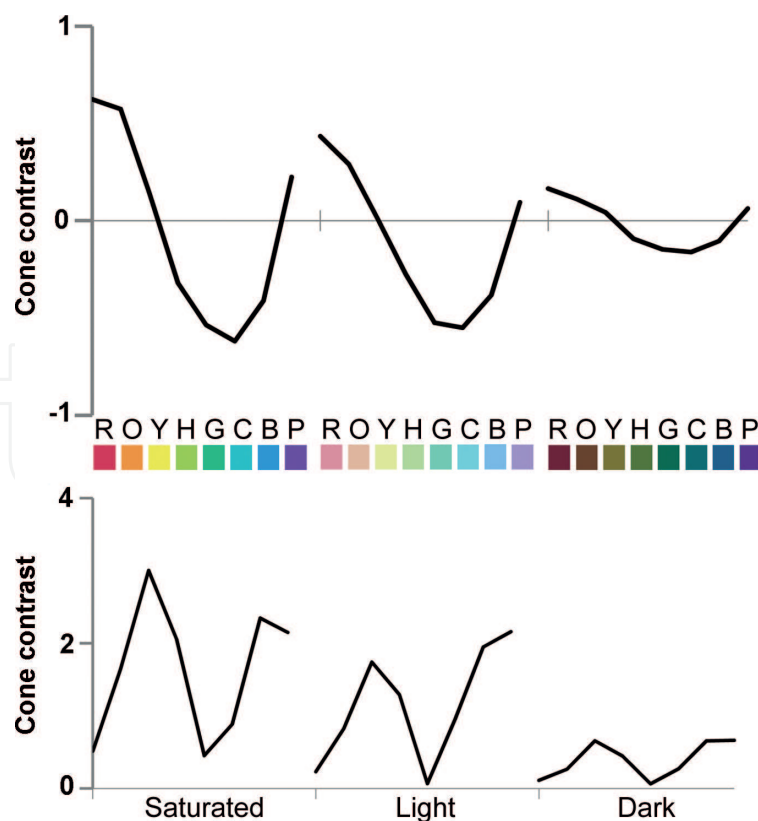 1
Cone contrast
0
-1
R O Y H G C B P R O Y H G C B P R O Y H G C B P
4
Cone contrast
2
0
Saturated Light Dark